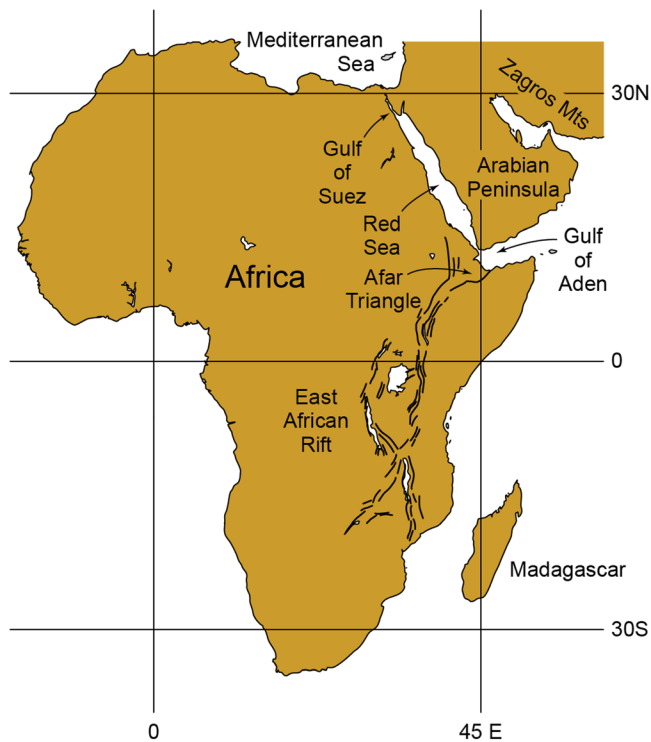 Mediterranean
Sea
Zagros Mts
30N
Gulf
of
Suez
Arabian
Peninsula
Red
Sea
Gulf
of
Aden
Africa
Afar
Triangle
0
East
African
Rift
Madagascar
30S
0
45 E